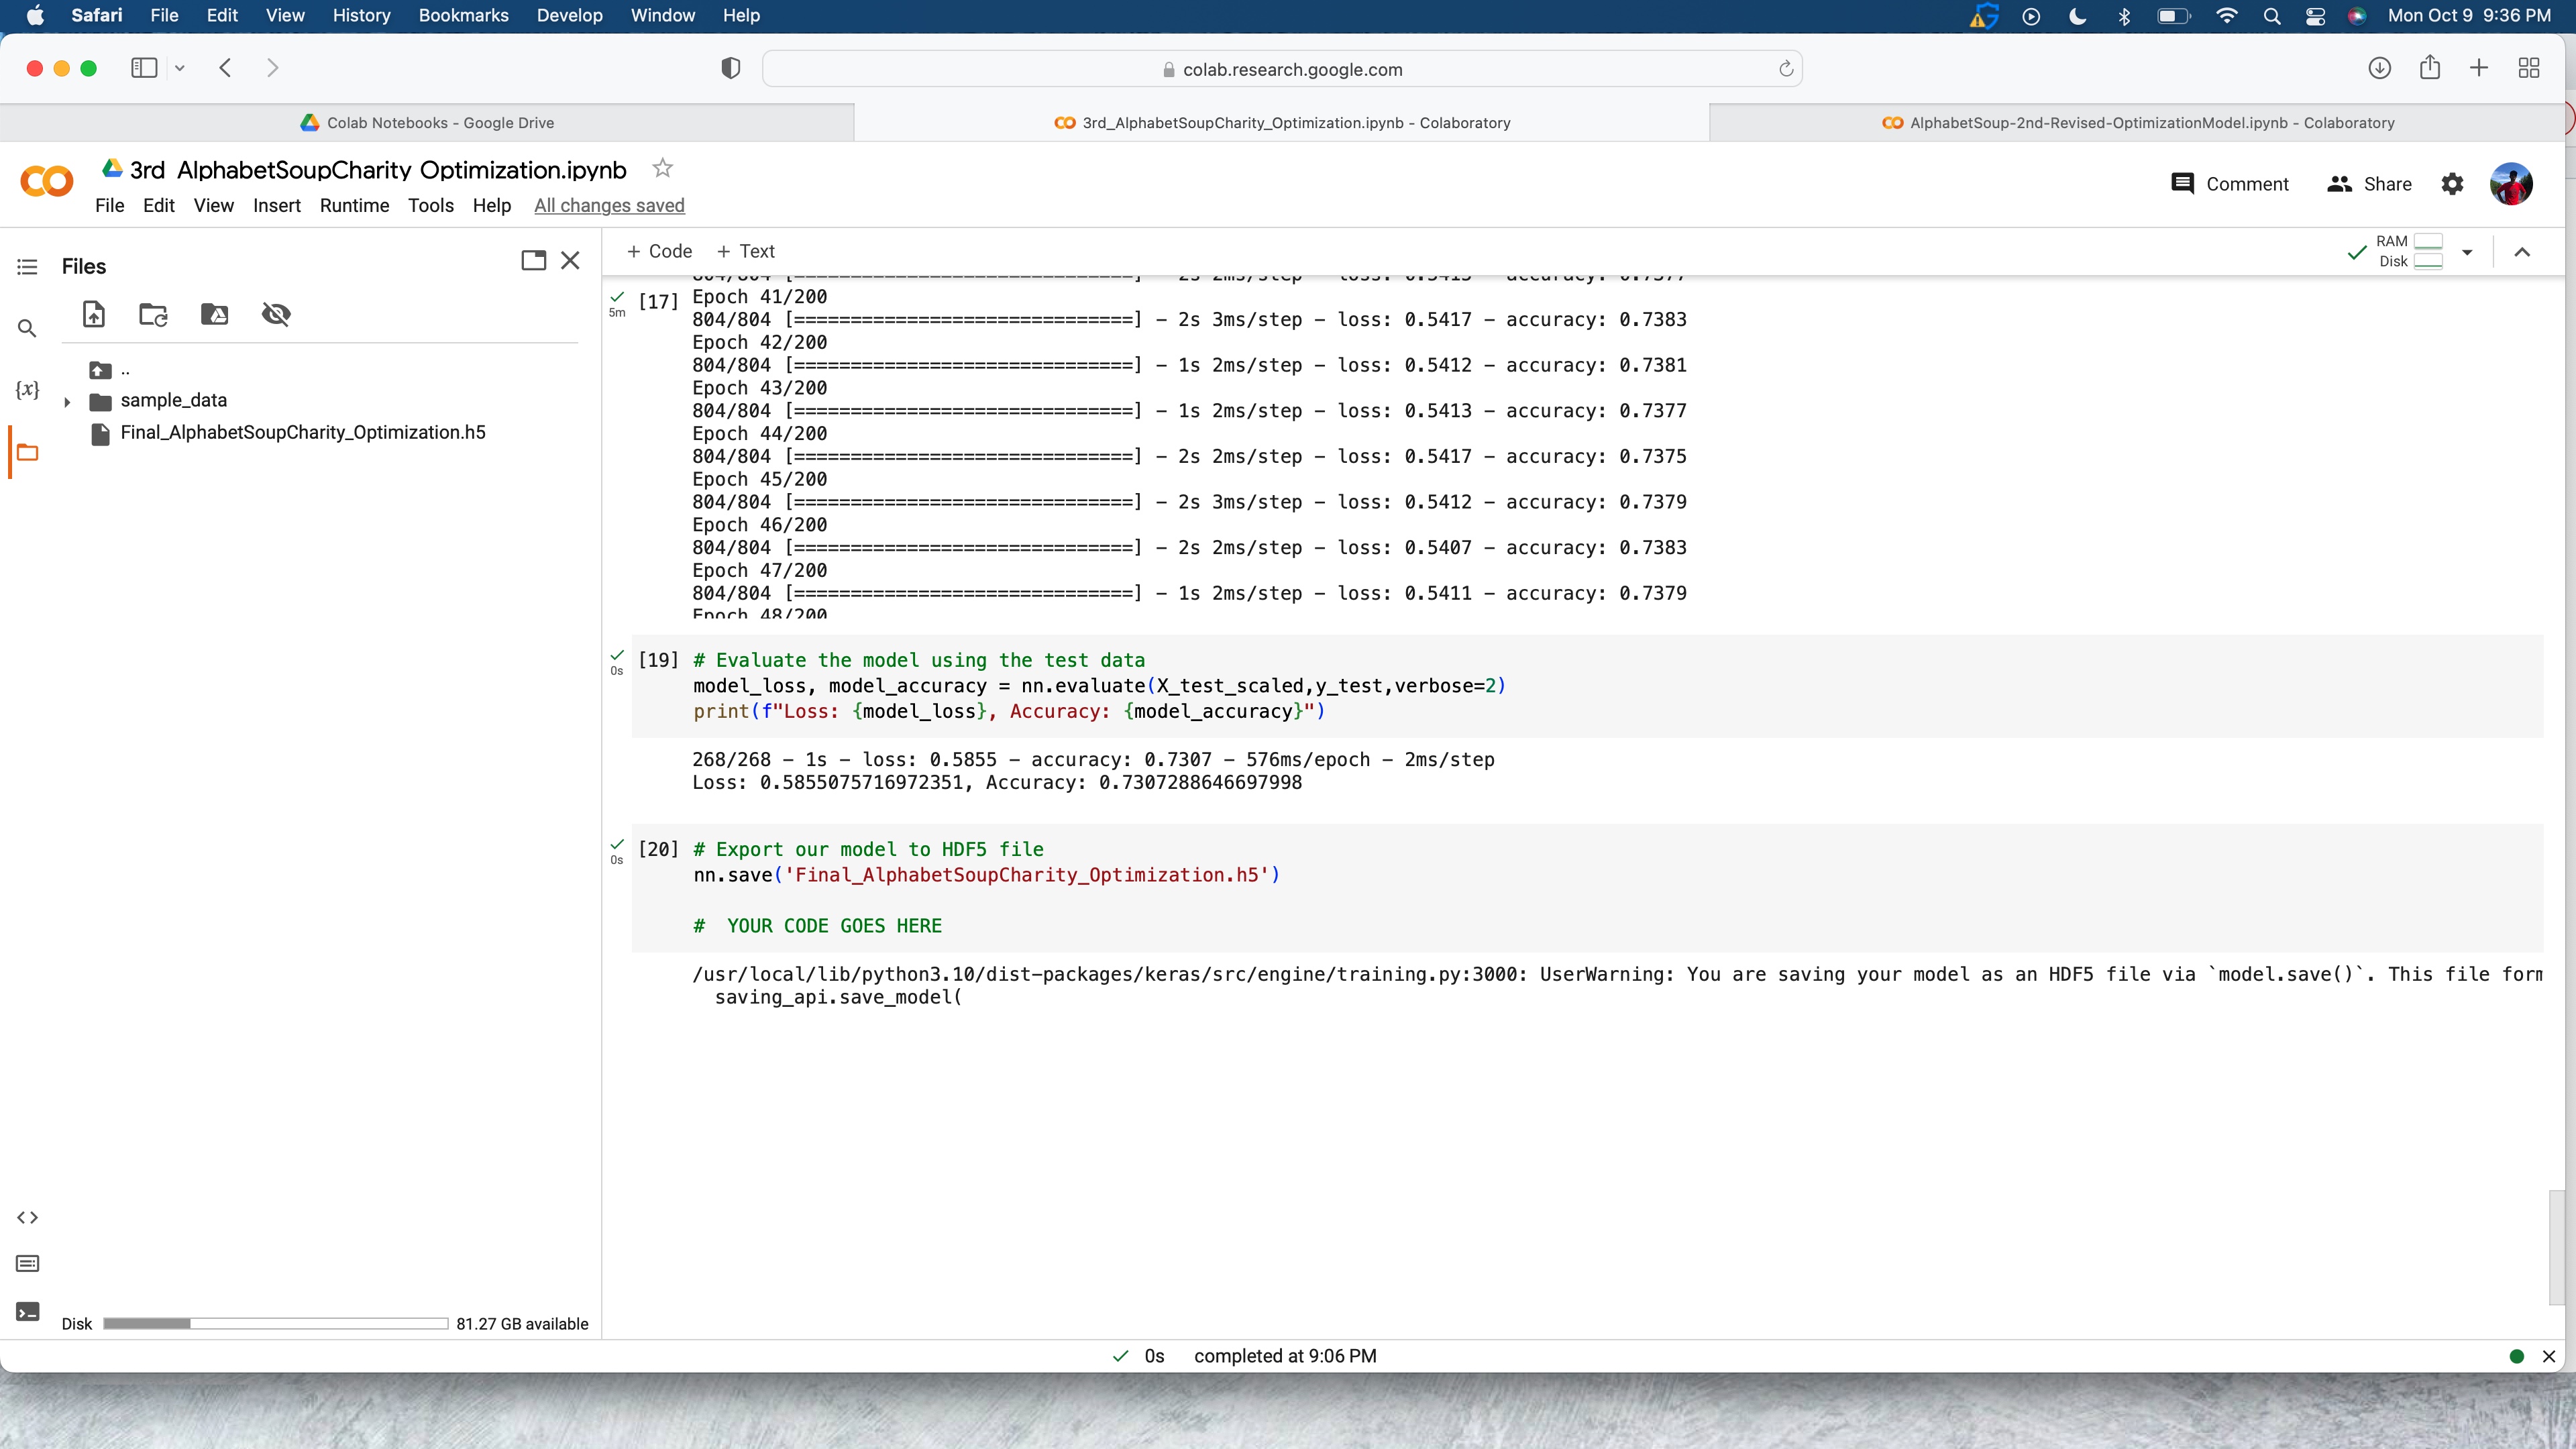 Safari File Edit View History Bookmarks Develop Window Help Mon Oct 9 9:36 PM
colab.research.google.com
Colab Notebooks - Google Drive
3rd_AlphabetSoupCharity_Optimization.ipynb - Colaboratory
AlphabetSoup-2nd-Revised-OptimizationModel.ipynb - Colaboratory
3rd AlphabetSoupCharity Optimization.ipynb
Comment Share
File Edit View Insert Runtime Tools Help All changes saved
Files
+ Code + Text
RAM
Disk
{x}
..
sample_data
Final_AlphabetSoupCharity_Optimization.h5
Disk 81.27 GB available
5m
[17] Epoch 41/200
804/804 [==============================] - 2s 3ms/step - loss: 0.5417 - accuracy: 0.7383
Epoch 42/200
804/804 [==============================] - 1s 2ms/step - loss: 0.5412 - accuracy: 0.7381
Epoch 43/200
804/804 [==============================] - 1s 2ms/step - loss: 0.5413 - accuracy: 0.7377
Epoch 44/200
804/804 [==============================] - 2s 2ms/step - loss: 0.5417 - accuracy: 0.7375
Epoch 45/200
804/804 [==============================] - 2s 3ms/step - loss: 0.5412 - accuracy: 0.7379
Epoch 46/200
804/804 [==============================] - 2s 2ms/step - loss: 0.5407 - accuracy: 0.7383
Epoch 47/200
804/804 [==============================] - 1s 2ms/step - loss: 0.5411 - accuracy: 0.7379
Epoch 48/200
0s
[19] # Evaluate the model using the test data
model_loss, model_accuracy = nn.evaluate(X_test_scaled,y_test,verbose=2)
print(f"Loss: {model_loss}, Accuracy: {model_accuracy}")
268/268 - 1s - loss: 0.5855 - accuracy: 0.7307 - 576ms/epoch - 2ms/step
Loss: 0.5855075716972351, Accuracy: 0.7307288646697998
0s
[20] # Export our model to HDF5 file
nn.save('Final_AlphabetSoupCharity_Optimization.h5')
#  YOUR CODE GOES HERE
/usr/local/lib/python3.10/dist-packages/keras/src/engine/training.py:3000: UserWarning: You are saving your model as an HDF5 file via `model.save()`. This file form
saving_api.save_model(
0s completed at 9:06 PM